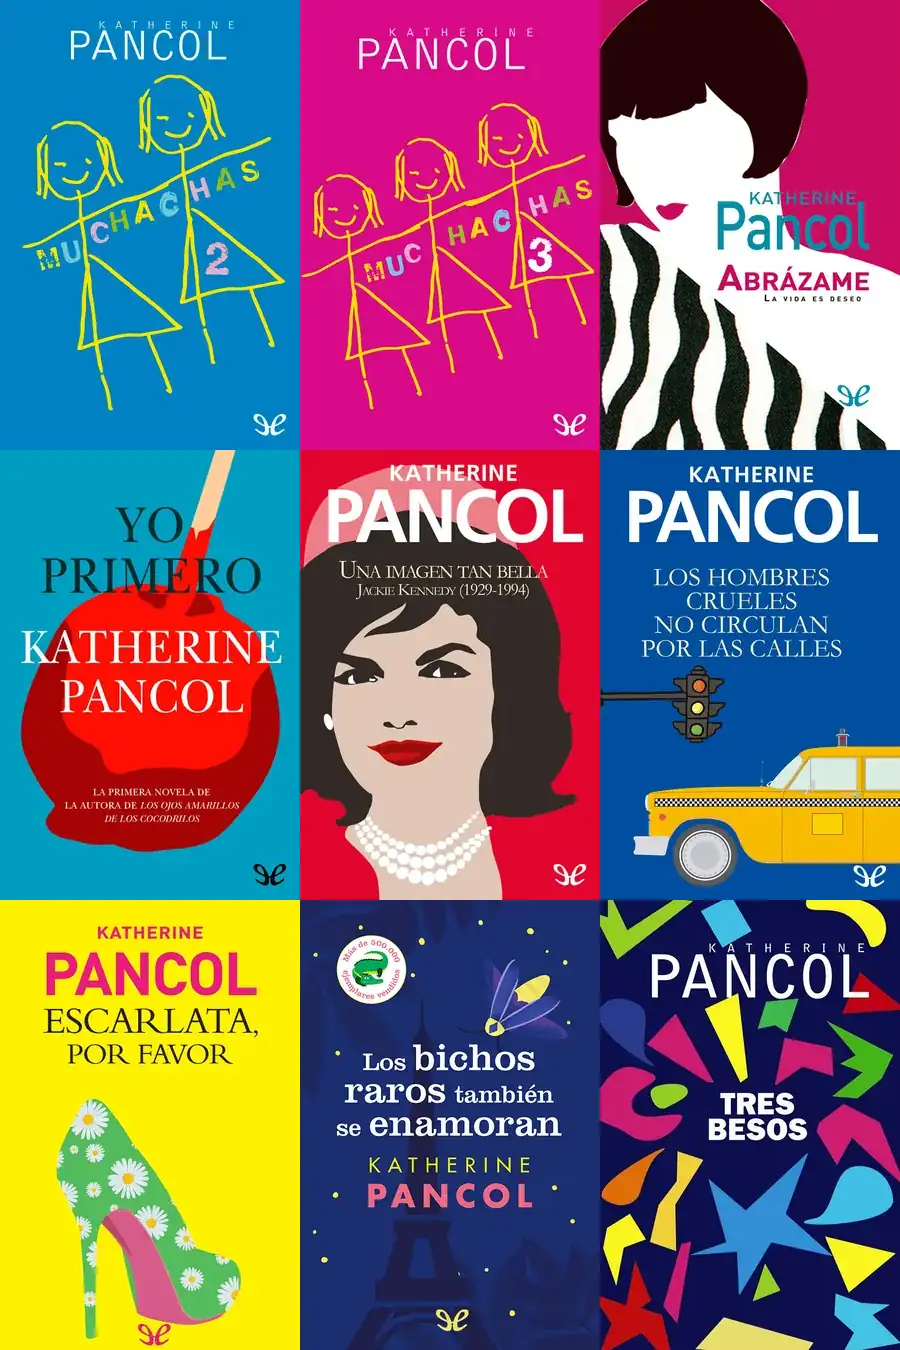 KATHERINE
PANCOL
MUCHACHAS
2
KATHERINE
PANCOL
MUCHACHAS
3
KATHERINE
Pancol
ABRÁZAME
LA VIDA ES DESEO
YO
PRIMERO
KATHERINE
PANCOL
LA PRIMERA NOVELA DE
LA AUTORA DE LOS OJOS AMARILLOS
DE LOS COCODRILOS
KATHERINE
PANCOL
UNA IMAGEN TAN BELLA
JACKIE KENNEDY (1929-1994)
KATHERINE
PANCOL
LOS HOMBRES
CRUELES
NO CIRCULAN
POR LAS CALLES
KATHERINE
PANCOL
ESCARLATA,
POR FAVOR
Más de 500.000
ejemplares vendidos
Los bichos
raros también
se enamoran
KATHERINE
PANCOL
KATHERINE
PANCOL
TRES
BESOS